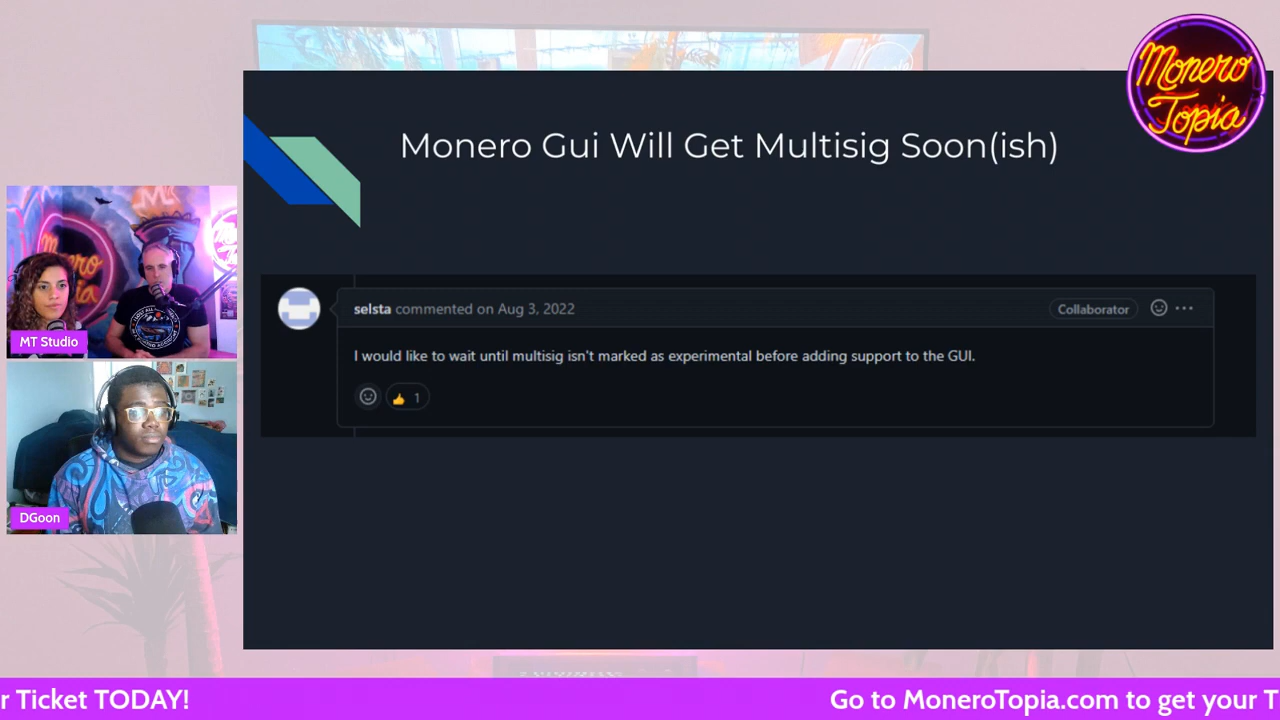 Monero
Topia
Monero Gui Will Get Multisig Soon(ish)
selsta commented on Aug 3, 2022
Collaborator
I would like to wait until multisig isn't marked as experimental before adding support to the GUI.
👍 1
MT Studio
DGoon
r Ticket TODAY!
Go to MoneroTopia.com to get your T